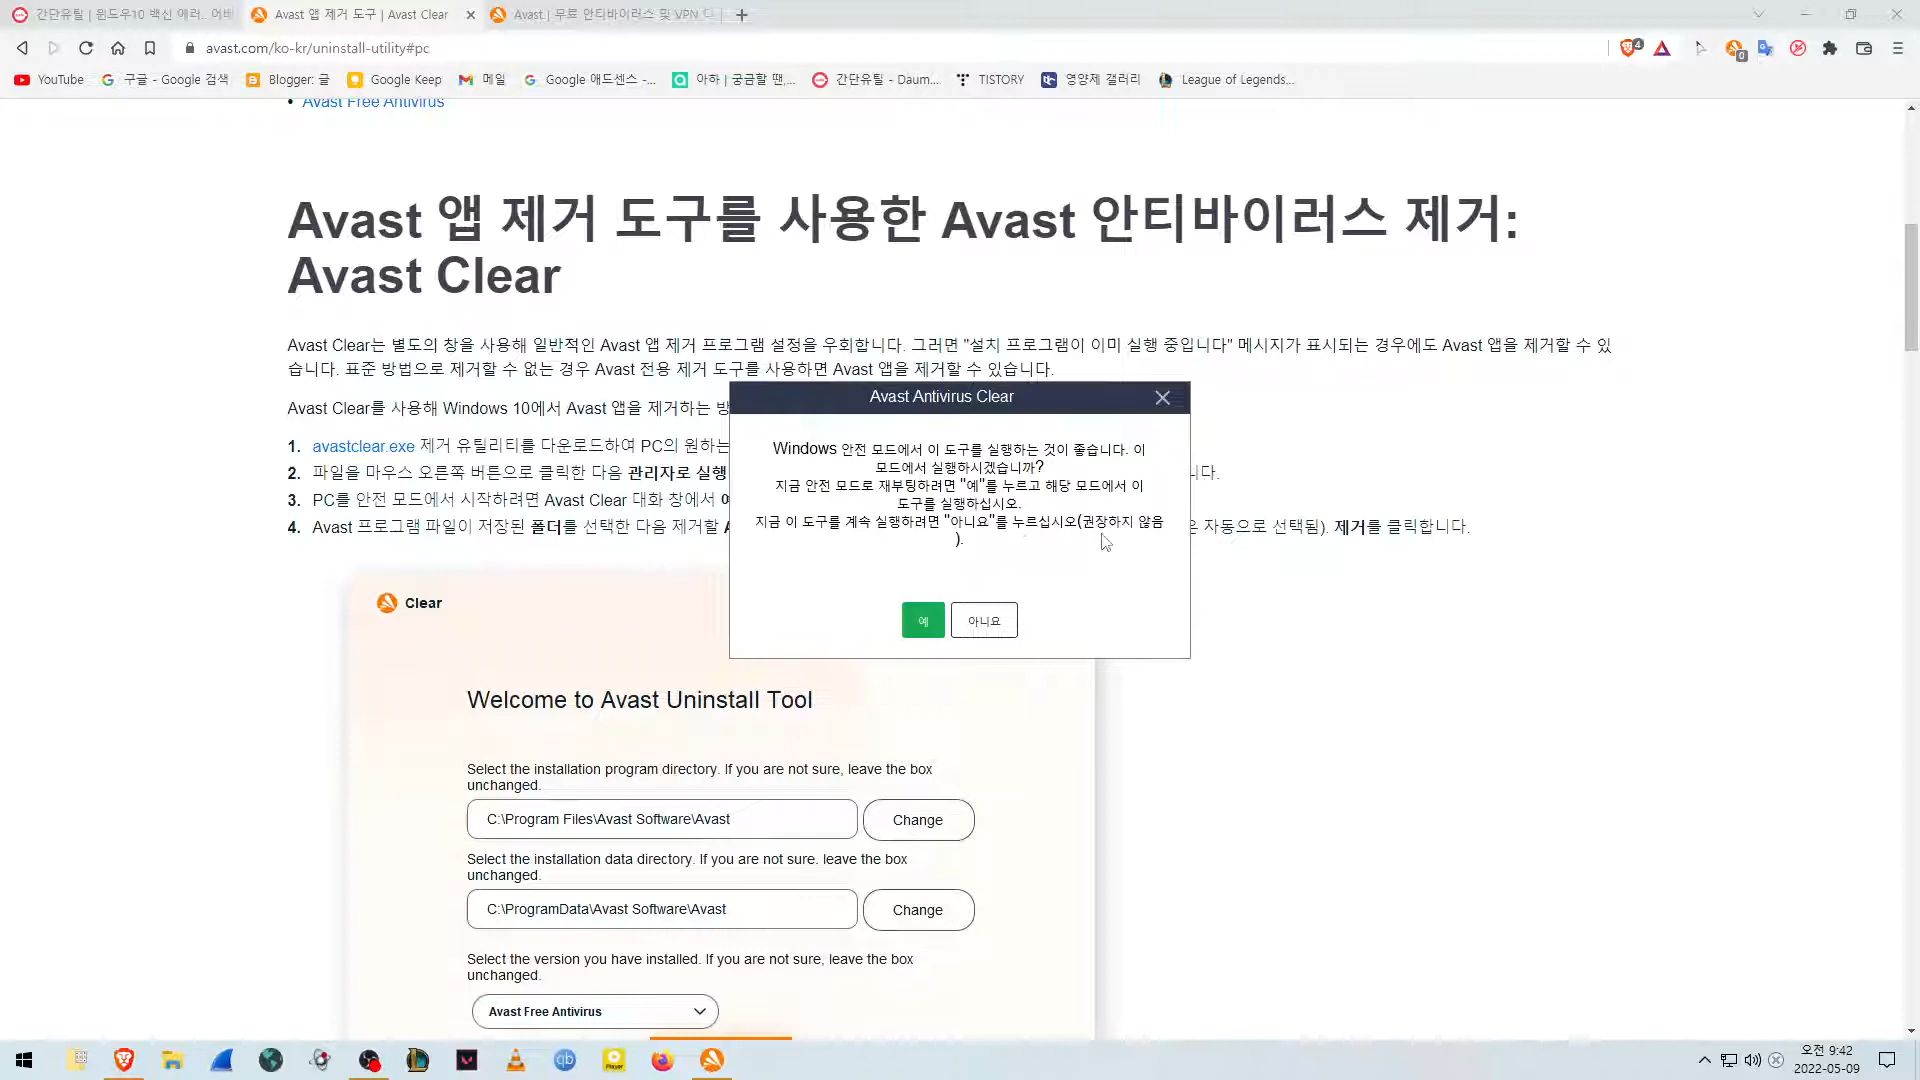 간단유틸 | 윈도우10 백신 애러.. 어베
Avast 앱 제거 도구 | Avast Clear
Avast | 무료 안티바이러스 및 VPN 다
avast.com/ko-kr/uninstall-utility#pc
4
0
YouTube
구글 - Google 검색
Blogger: 글
Google Keep
메일
Google 애드센스 -...
아하 | 궁금할 땐,...
간단유틸 - Daum...
TISTORY
영양제 갤러리
League of Legends...
Avast Free Antivirus
Avast 앱 제거 도구를 사용한 Avast 안티바이러스 제거:
Avast Clear
Avast Clear는 별도의 창을 사용해 일반적인 Avast 앱 제거 프로그램 설정을 우회합니다. 그러면 "설치 프로그램이 이미 실행 중입니다" 메시지가 표시되는 경우에도 Avast 앱을 제거할 수 있
습니다. 표준 방법으로 제거할 수 없는 경우 Avast 전용 제거 도구를 사용하면 Avast 앱을 제거할 수 있습니다.
Avast Clear를 사용해 Windows 10에서 Avast 앱을 제거하는 방
1. avastclear.exe 제거 유틸리티를 다운로드하여 PC의 원하는
2. 파일을 마우스 오른쪽 버튼으로 클릭한 다음 관리자로 실행 니다.
3. PC를 안전 모드에서 시작하려면 Avast Clear 대화 창에서 예
4. Avast 프로그램 파일이 저장된 폴더를 선택한 다음 제거할 A 은 자동으로 선택됨). 제거를 클릭합니다.
Avast Antivirus Clear
Windows 안전 모드에서 이 도구를 실행하는 것이 좋습니다. 이
모드에서 실행하시겠습니까?
지금 안전 모드로 재부팅하려면 "예"를 누르고 해당 모드에서 이
도구를 실행하십시오.
지금 이 도구를 계속 실행하려면 "아니요"를 누르십시오(권장하지 않음
).
예
아니요
Clear
Welcome to Avast Uninstall Tool
Select the installation program directory. If you are not sure, leave the box
unchanged.
C:\Program Files\Avast Software\Avast
Change
Select the installation data directory. If you are not sure. leave the box
unchanged.
C:\ProgramData\Avast Software\Avast
Change
Select the version you have installed. If you are not sure, leave the box
unchanged.
Avast Free Antivirus
qb
Player
오전 9:42
2022-05-09